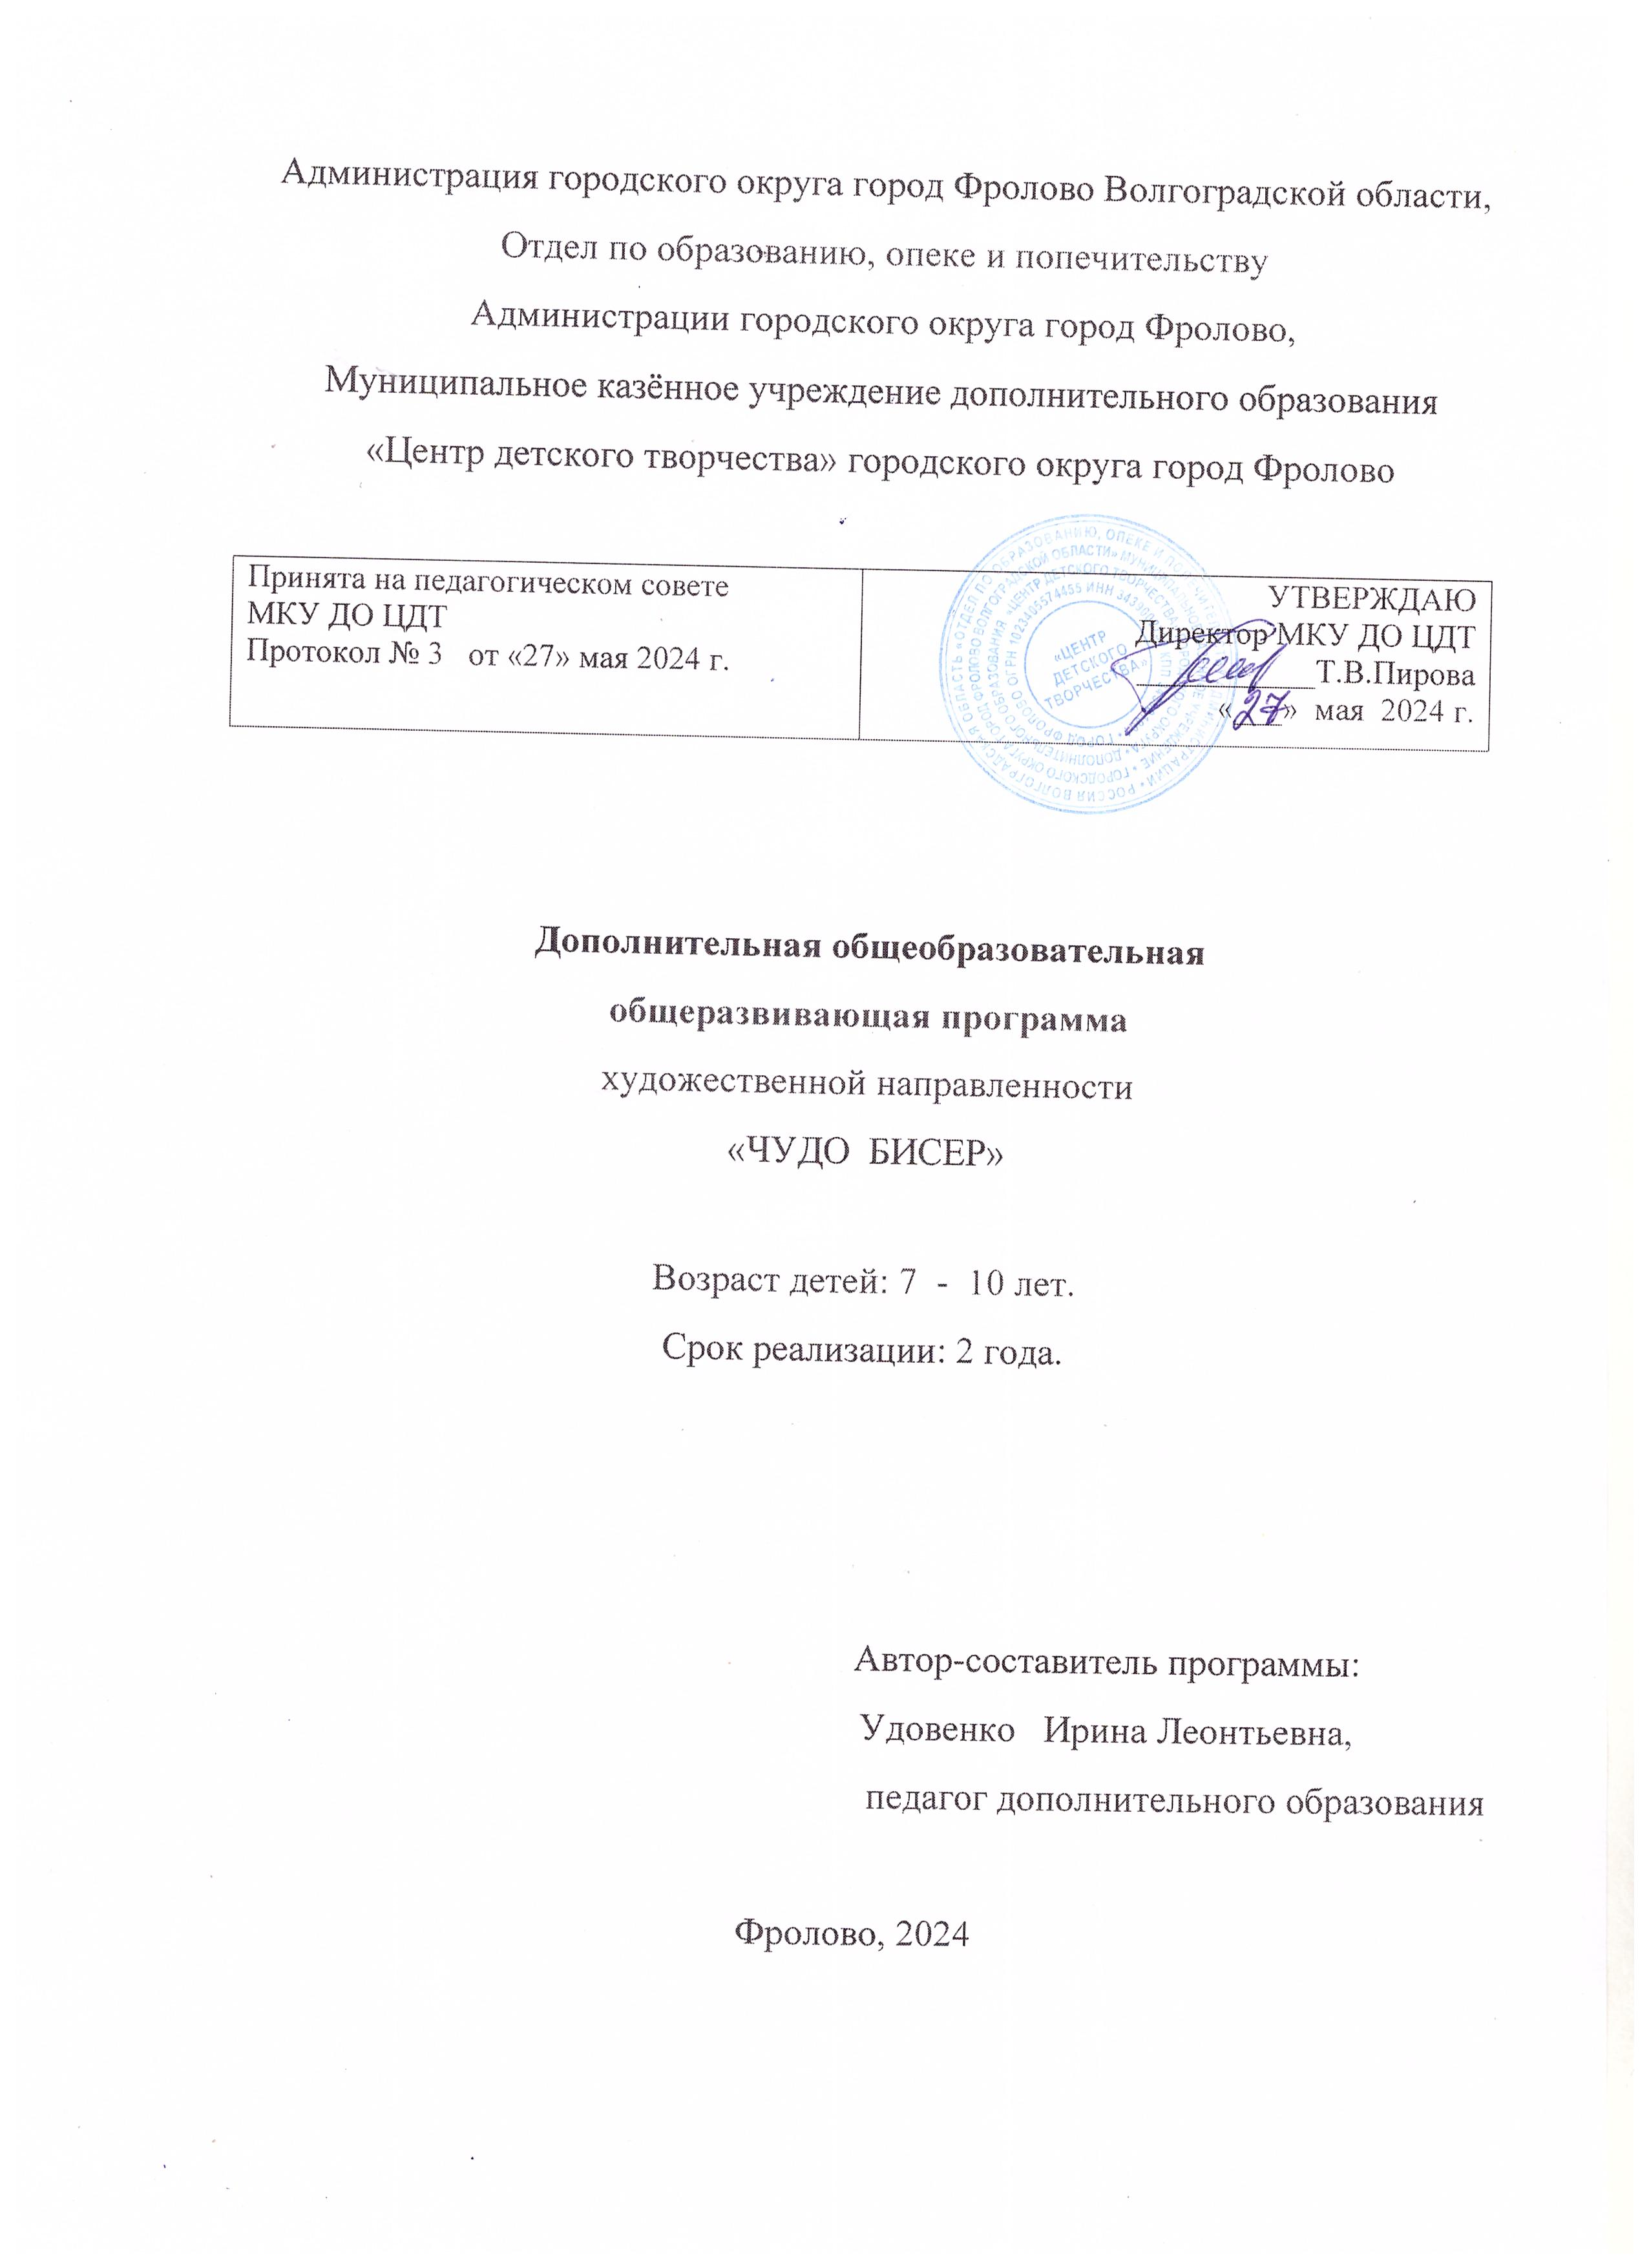 Администрация городского округа город Фролово Волгоградской области,
Отдел по образованию, опеке и попечительству
Администрации городского округа город Фролово,
Муниципальное казённое учреждение дополнительного образования
«Центр детского творчества» городского округа город Фролово
Принята на педагогическом совете
МКУ ДО ЦДТ
Протокол № 3 от «27» мая 2024 г.
УТВЕРЖДАЮ
Директор МКУ ДО ЦДТ
Т.В.Пирова
«27» мая 2024 г.
«ЦЕНТР
ДЕТСКОГО
ТВОРЧЕСТВА»
Дополнительная общеобразовательная
общеразвивающая программа
художественной направленности
«ЧУДО БИСЕР»
Возраст детей: 7 - 10 лет.
Срок реализации: 2 года.
Автор-составитель программы:
Удовенко Ирина Леонтьевна,
педагог дополнительного образования
Фролово, 2024